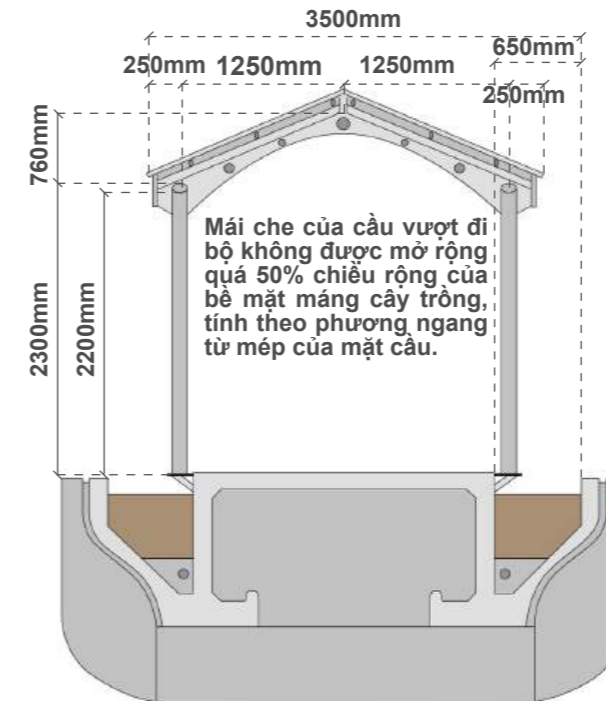 3500mm
650mm
250mm
1250mm
1250mm
250mm
760mm
2300mm
2200mm
Mái che của cầu vượt đi
bộ không được mở rộng
quá 50% chiều rộng của
bề mặt máng cây trồng,
tính theo phương ngang
từ mép của mặt cầu.